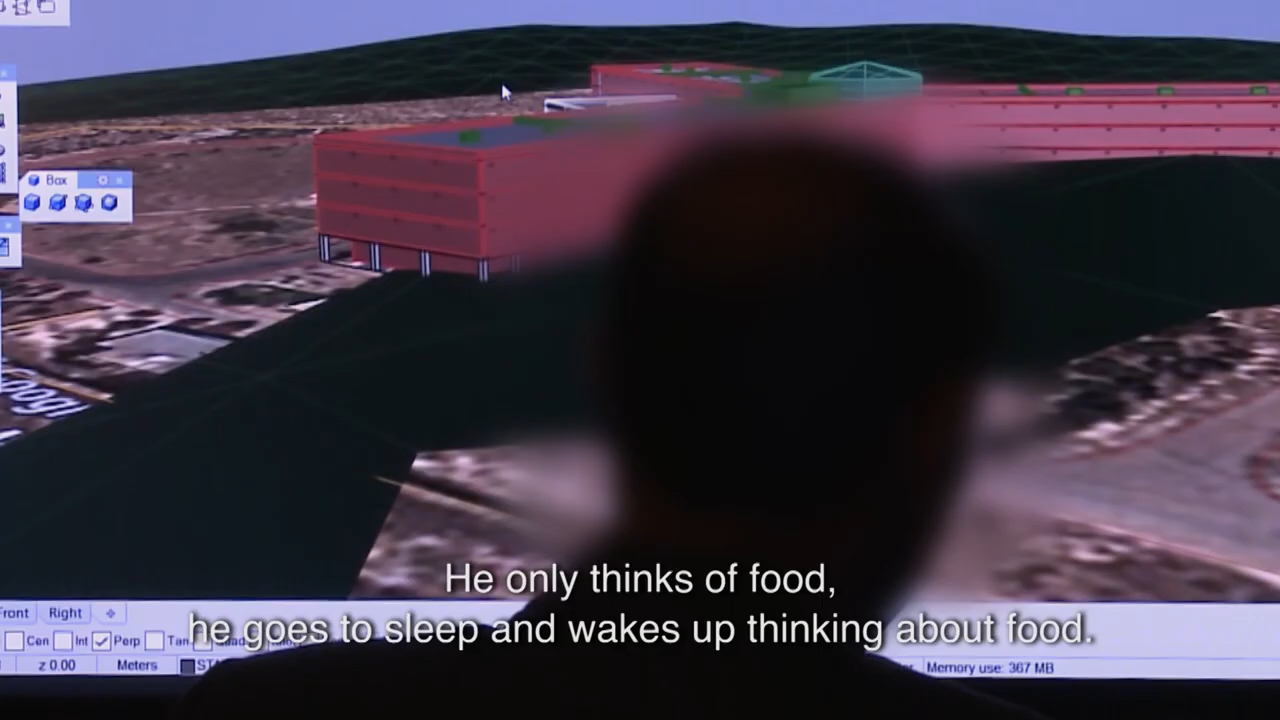 Box
Front Right
Cen Int Perp Tan
z 0.00 Meters
Memory use: 367 MB
He only thinks of food,
he goes to sleep and wakes up thinking about food.